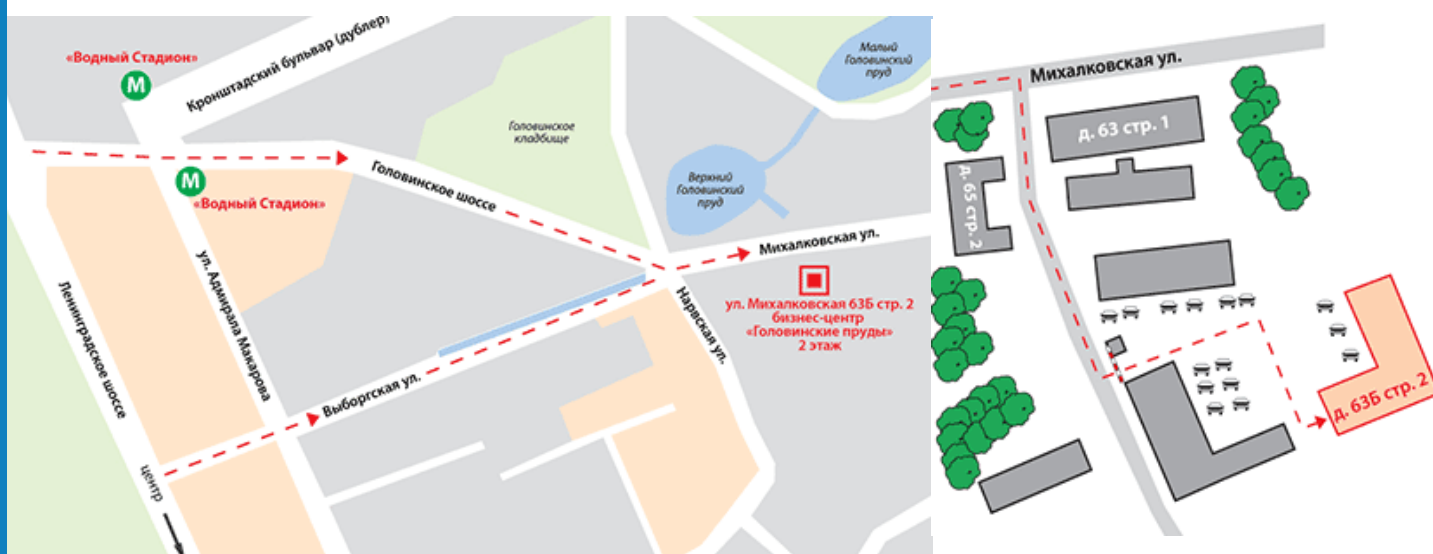 «Водный Стадион»
М
Кронштадский бульвар (дублер)
Малый
Головинский
пруд
Головинское
кладбище
М
«Водный Стадион»
Головинское шоссе
Верхний
Головинский
пруд
Михалковская ул.
ул. Адмирала Макарова
Ленинградское шоссе
Нарвская ул.
ул. Михалковская 63Б стр. 2
бизнес-центр
«Головинские пруды»
2 этаж
Выборгская ул.
центр
Михалковская ул.
д. 63 стр. 1
д. 65 стр. 2
д. 63Б стр. 2